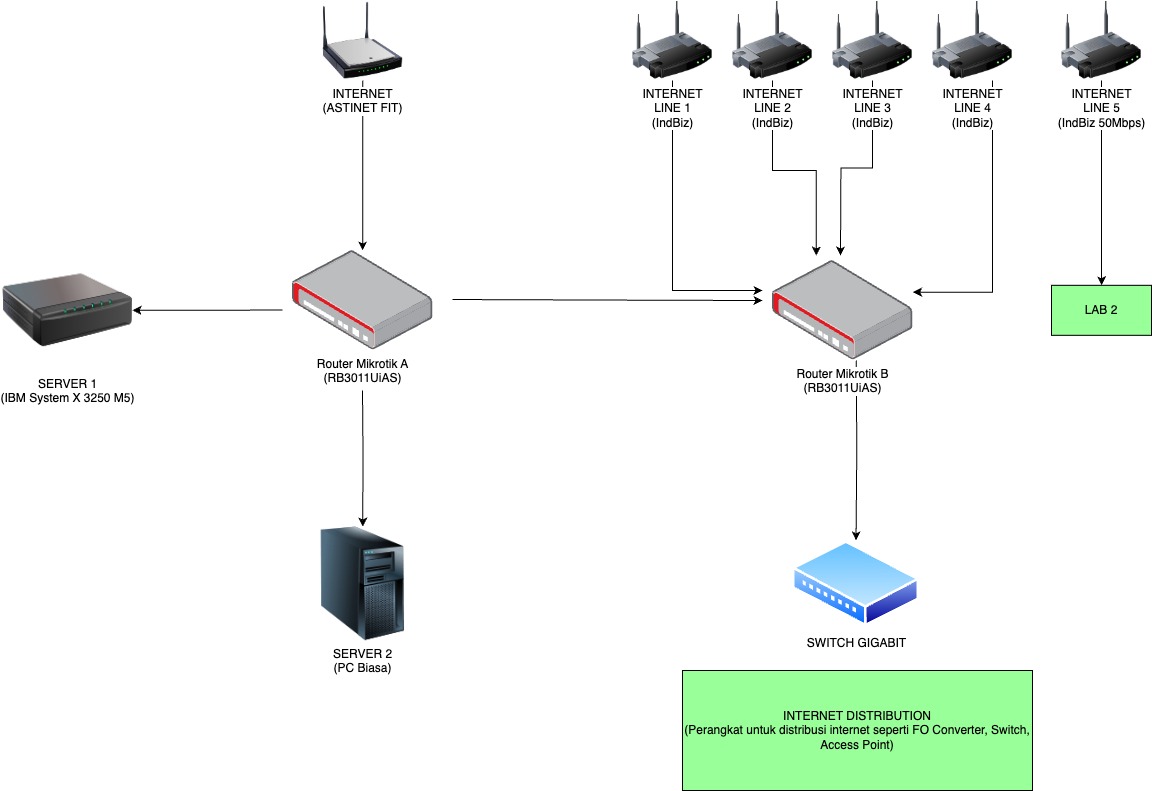 INTERNET
(ASTINET FIT)
INTERNET
LINE 1
(IndBiz)
INTERNET
LINE 2
(IndBiz)
INTERNET
LINE 3
(IndBiz)
INTERNET
LINE 4
(IndBiz)
INTERNET
LINE 5
(IndBiz 50Mbps)
SERVER 1
(IBM System X 3250 M5)
Router Mikrotik A
(RB3011UiAS)
Router Mikrotik B
(RB3011UiAS)
LAB 2
SERVER 2
(PC Biasa)
SWITCH GIGABIT
INTERNET DISTRIBUTION
(Perangkat untuk distribusi internet seperti FO Converter, Switch,
Access Point)